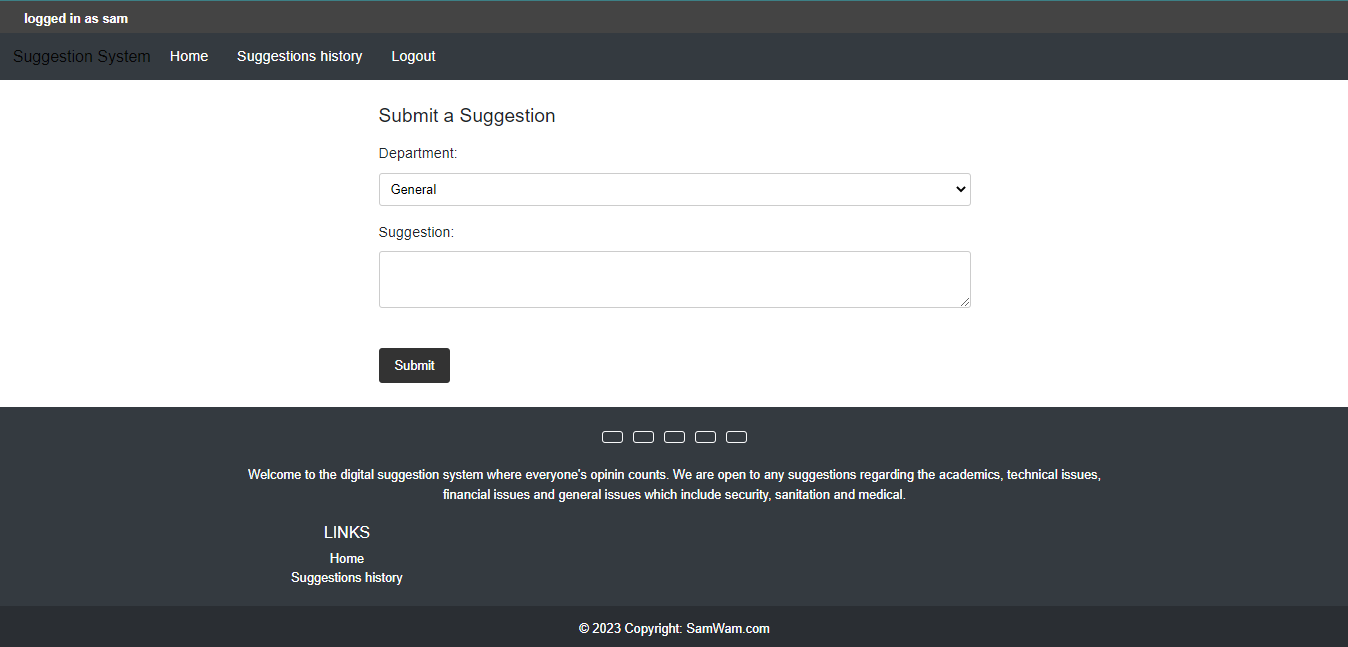 logged in as sam
Suggestion System Home Suggestions history Logout
Submit a Suggestion
Department:
General
Suggestion:
Submit
Welcome to the digital suggestion system where everyone's opinin counts. We are open to any suggestions regarding the academics, technical issues,
financial issues and general issues which include security, sanitation and medical.
LINKS
Home
Suggestions history
© 2023 Copyright: SamWam.com